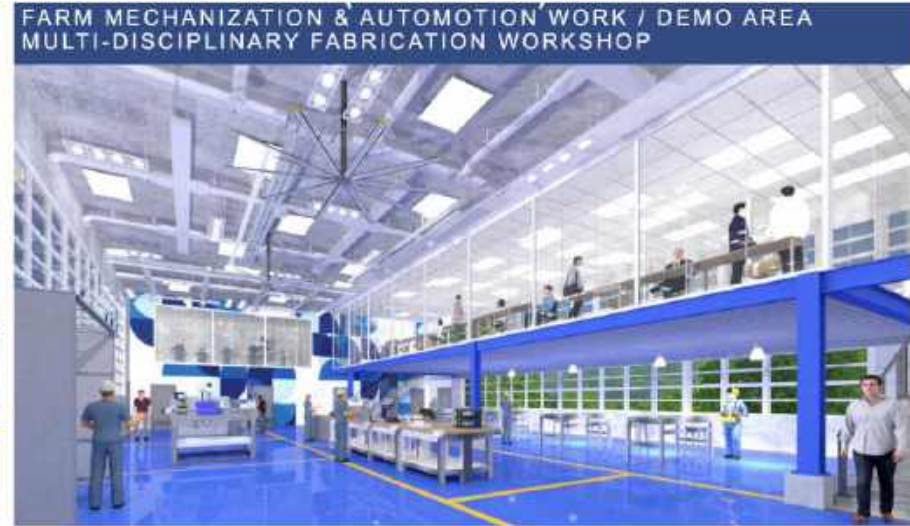 FARM MECHANIZATION & AUTOMOTION WORK / DEMO AREA
MULTI-DISCIPLINARY FABRICATION WORKSHOP